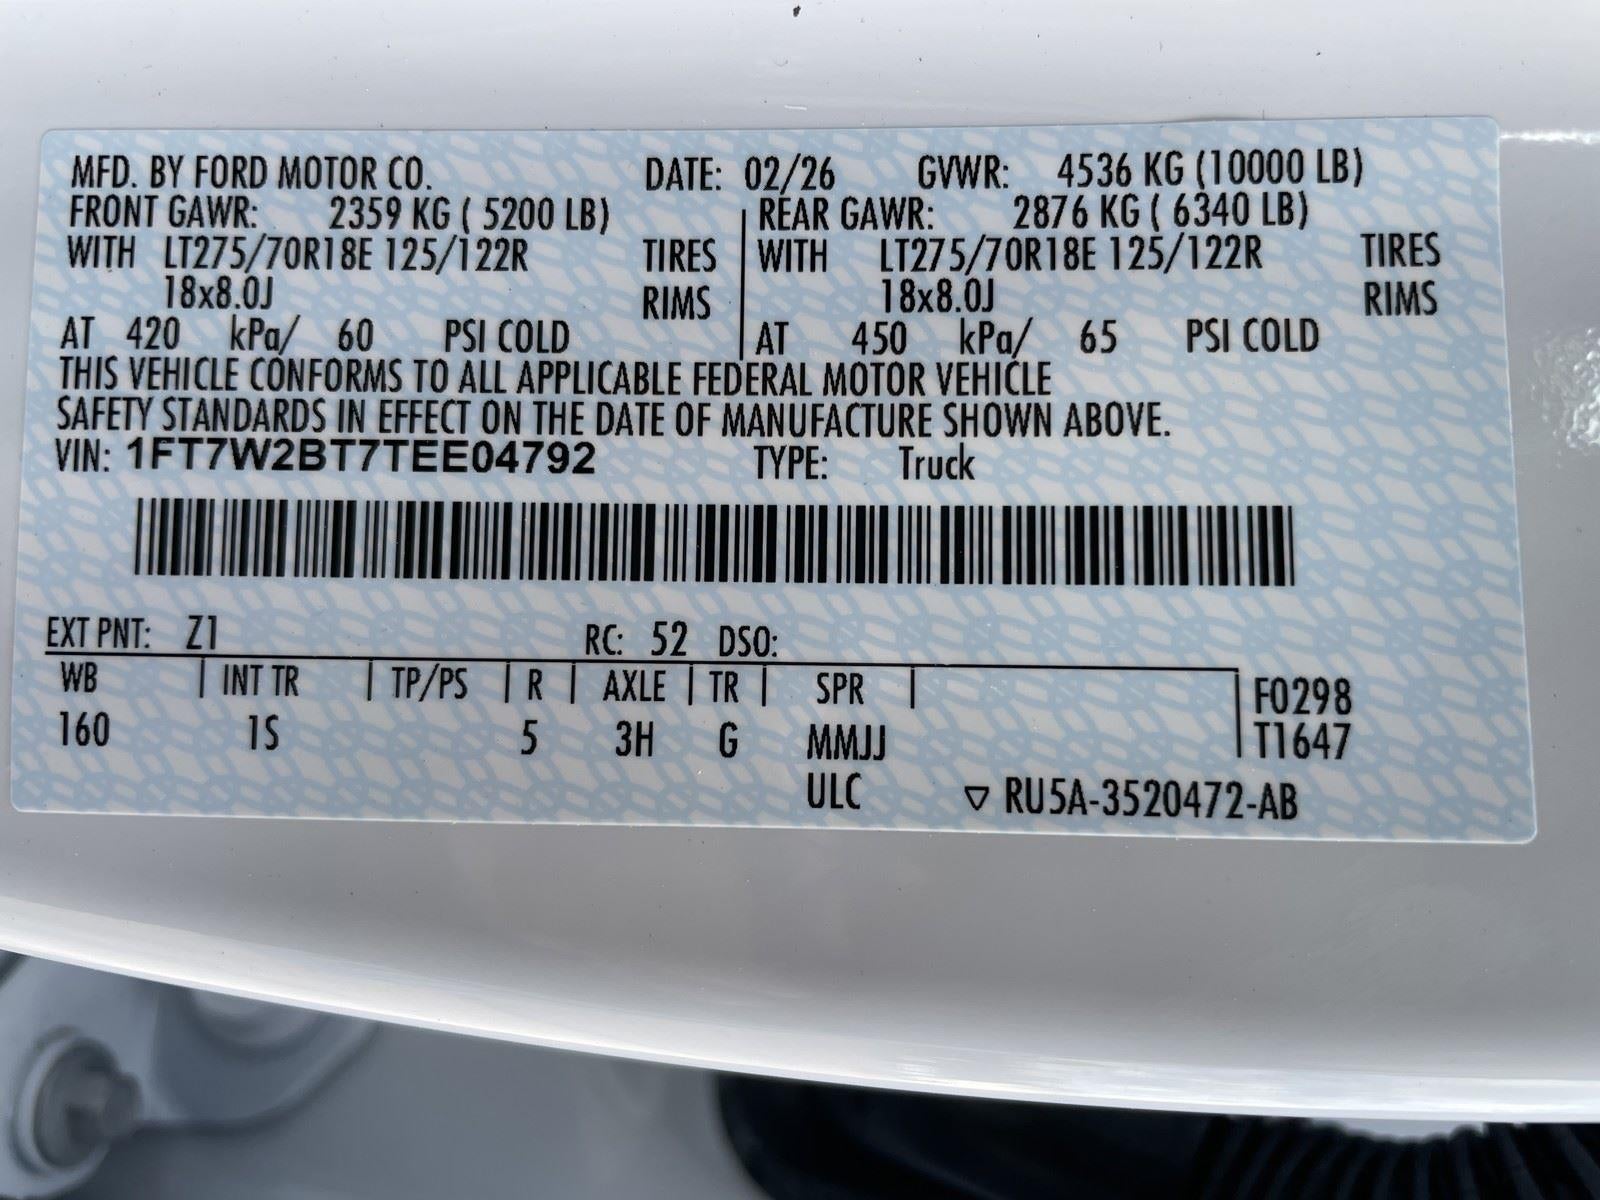 MFD. BY FORD MOTOR CO. DATE: 02/26 GVWR: 4536 KG (10000 LB)
FRONT GAWR: 2359 KG ( 5200 LB) REAR GAWR: 2876 KG ( 6340 LB)
WITH LT275/70R18E 125/122R TIRES WITH LT275/70R18E 125/122R TIRES
18x8.0J RIMS 18x8.0J RIMS
AT 420 kPa/ 60 PSI COLD AT 450 kPa/ 65 PSI COLD
THIS VEHICLE CONFORMS TO ALL APPLICABLE FEDERAL MOTOR VEHICLE
SAFETY STANDARDS IN EFFECT ON THE DATE OF MANUFACTURE SHOWN ABOVE.
VIN: 1FT7W2BT7TEE04792 TYPE: Truck
EXT PNT: Z1 RC: 52 DSO:
WB INT TR TP/PS R AXLE TR SPR F0298
160 1S 5 3H G MMJJ T1647
ULC ▽ RU5A-3520472-AB